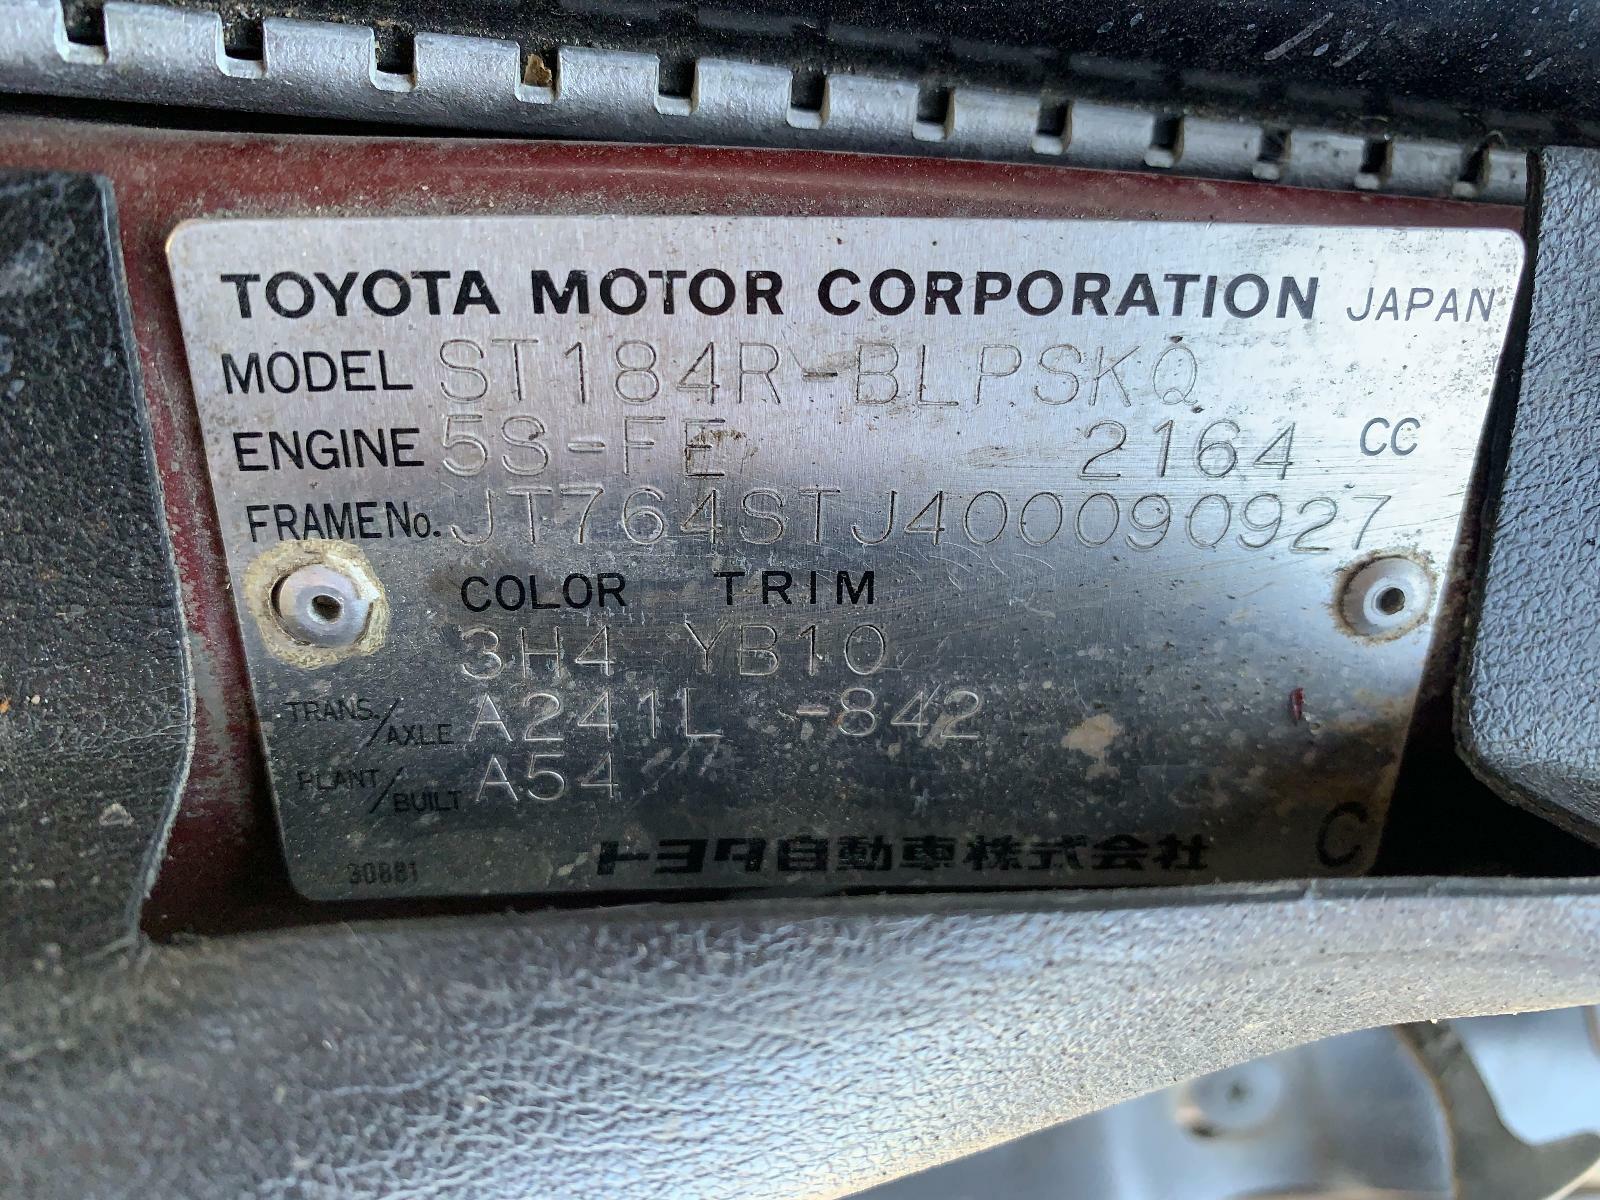 TOYOTA MOTOR CORPORATION JAPAN
MODEL ST184R-BLPSKQ
ENGINE 5S-FE 2164 CC
FRAME No. JT764STJ400090927
COLOR TRIM
3H4 YB10
TRANS./AXLE A241L -842
PLANT/BUILT A54
トヨタ自動車株式会社 C
30881